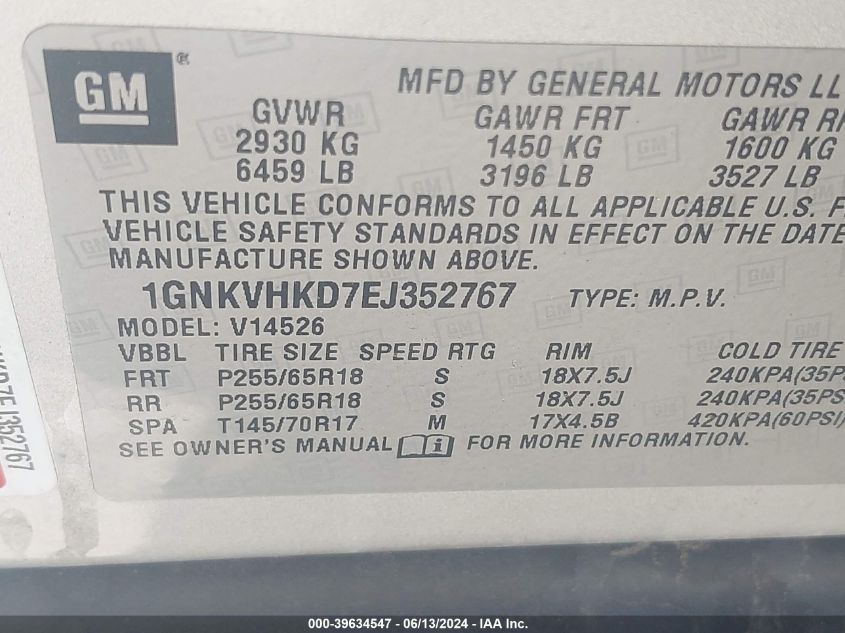 GM®
MFD BY GENERAL MOTORS LL
GVWR GAWR FRT GAWR
2930 KG 1450 KG 1600 KG
6459 LB 3196 LB 3527 LB
THIS VEHICLE CONFORMS TO ALL APPLICABLE U.S. F
VEHICLE SAFETY STANDARDS IN EFFECT ON THE DATE
MANUFACTURE SHOWN ABOVE.
1GNKVHKD7EJ352767 TYPE: M.P.V.
MODEL: V14526
VBBL TIRE SIZE SPEED RTG RIM COLD TIRE
FRT P255/65R18 S 18X7.5J 240KPA(35PS
RR P255/65R18 S 18X7.5J 240KPA(35PSI
SPA T145/70R17 M 17X4.5B 420KPA(60PSI)
SEE OWNER'S MANUAL i FOR MORE INFORMATION.
KD7EJ352767
000-39634547 - 06/13/2024 - IAA Inc.